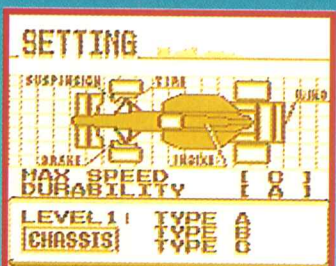 SETTING
SUSPENSION TIRE
WING
BRAKE ENGINE
MAX SPEED [ C ]
DURABILITY [ A ]
LEVEL1: TYPE A
CHASSIS TYPE B
TYPE C